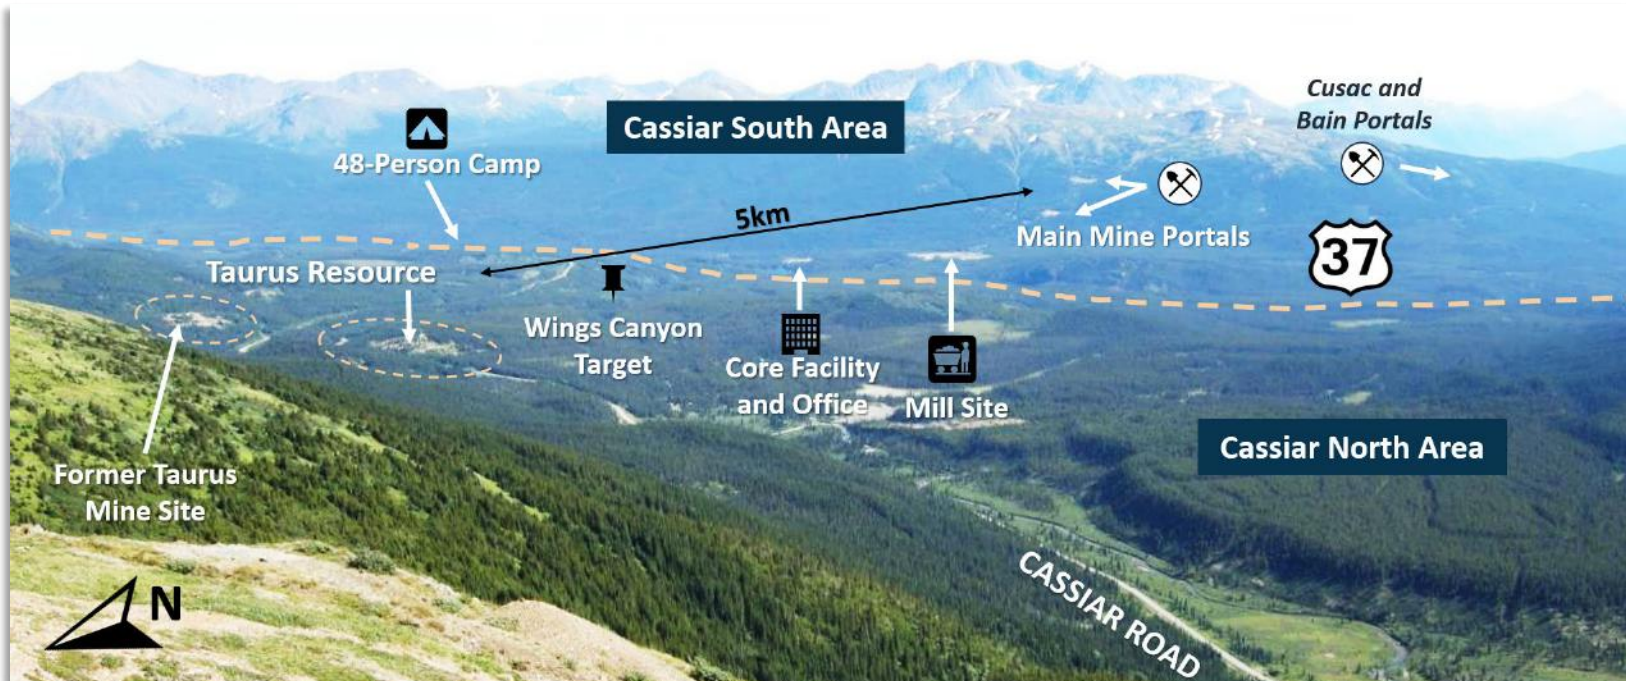 Cusac and
Bain Portals
Cassiar South Area
48-Person Camp
5km
Main Mine Portals
37
Taurus Resource
Wings Canyon
Target
Core Facility
and Office
Mill Site
Cassiar North Area
Former Taurus
Mine Site
CASSIAR ROAD
N